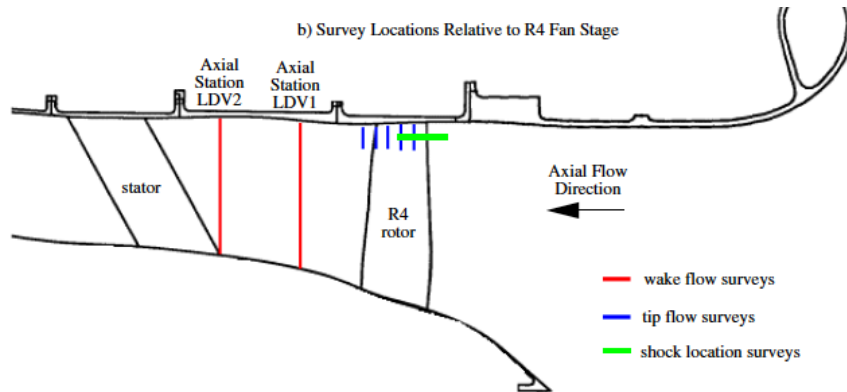 b) Survey Locations Relative to R4 Fan Stage
Axial
Station
LDV2
Axial
Station
LDV1
Axial Flow
Direction
stator
R4
rotor
wake flow surveys
tip flow surveys
shock location surveys